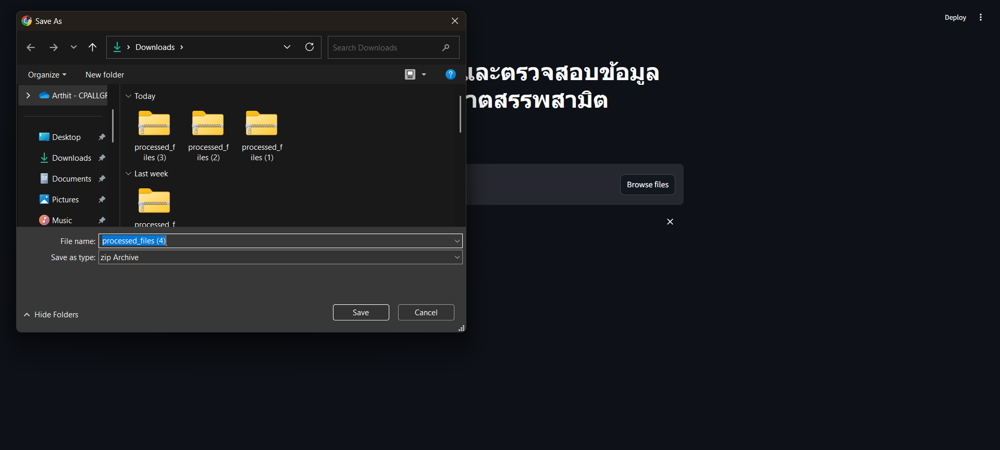 Save As
Deploy
Downloads
Search Downloads
Organize
New folder
และตรวจสอบข้อมูล
าตสรรพสามิต
Arthit - CPALLGF
Desktop
Downloads
Documents
Pictures
Music
Today
processed_f
iles (3)
processed_f
iles (2)
processed_f
iles (1)
Last week
processed_f
Browse files
File name:
processed_files (4)
Save as type:
zip Archive
Hide Folders
Save
Cancel